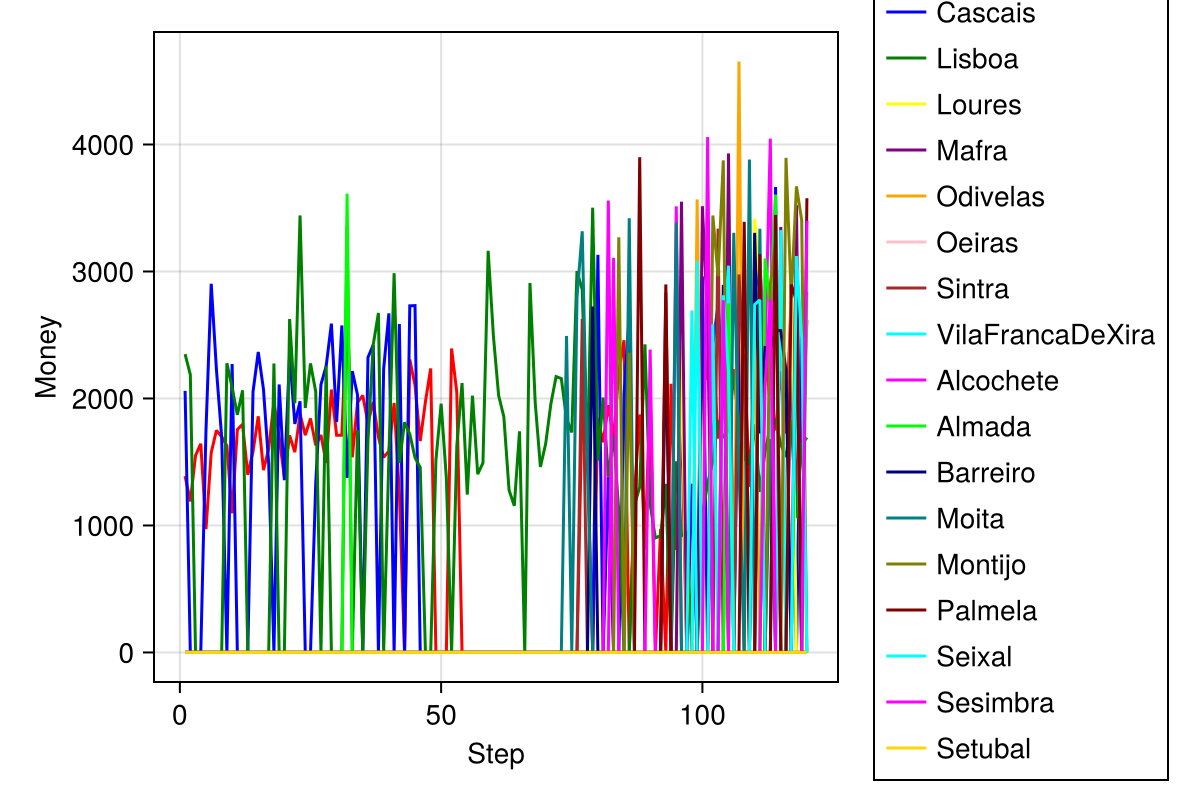 Money
4000
3000
2000
1000
0
0
50
100
Step
Cascais
Lisboa
Loures
Mafra
Odivelas
Oeiras
Sintra
VilaFrancaDeXira
Alcochete
Almada
Barreiro
Moita
Montijo
Palmela
Seixal
Sesimbra
Setubal